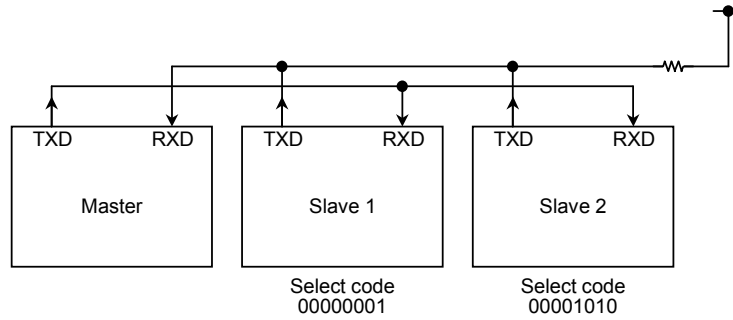 TXD RXD TXD RXD TXD RXD
Master Slave 1 Slave 2
Select code Select code
00000001 00001010